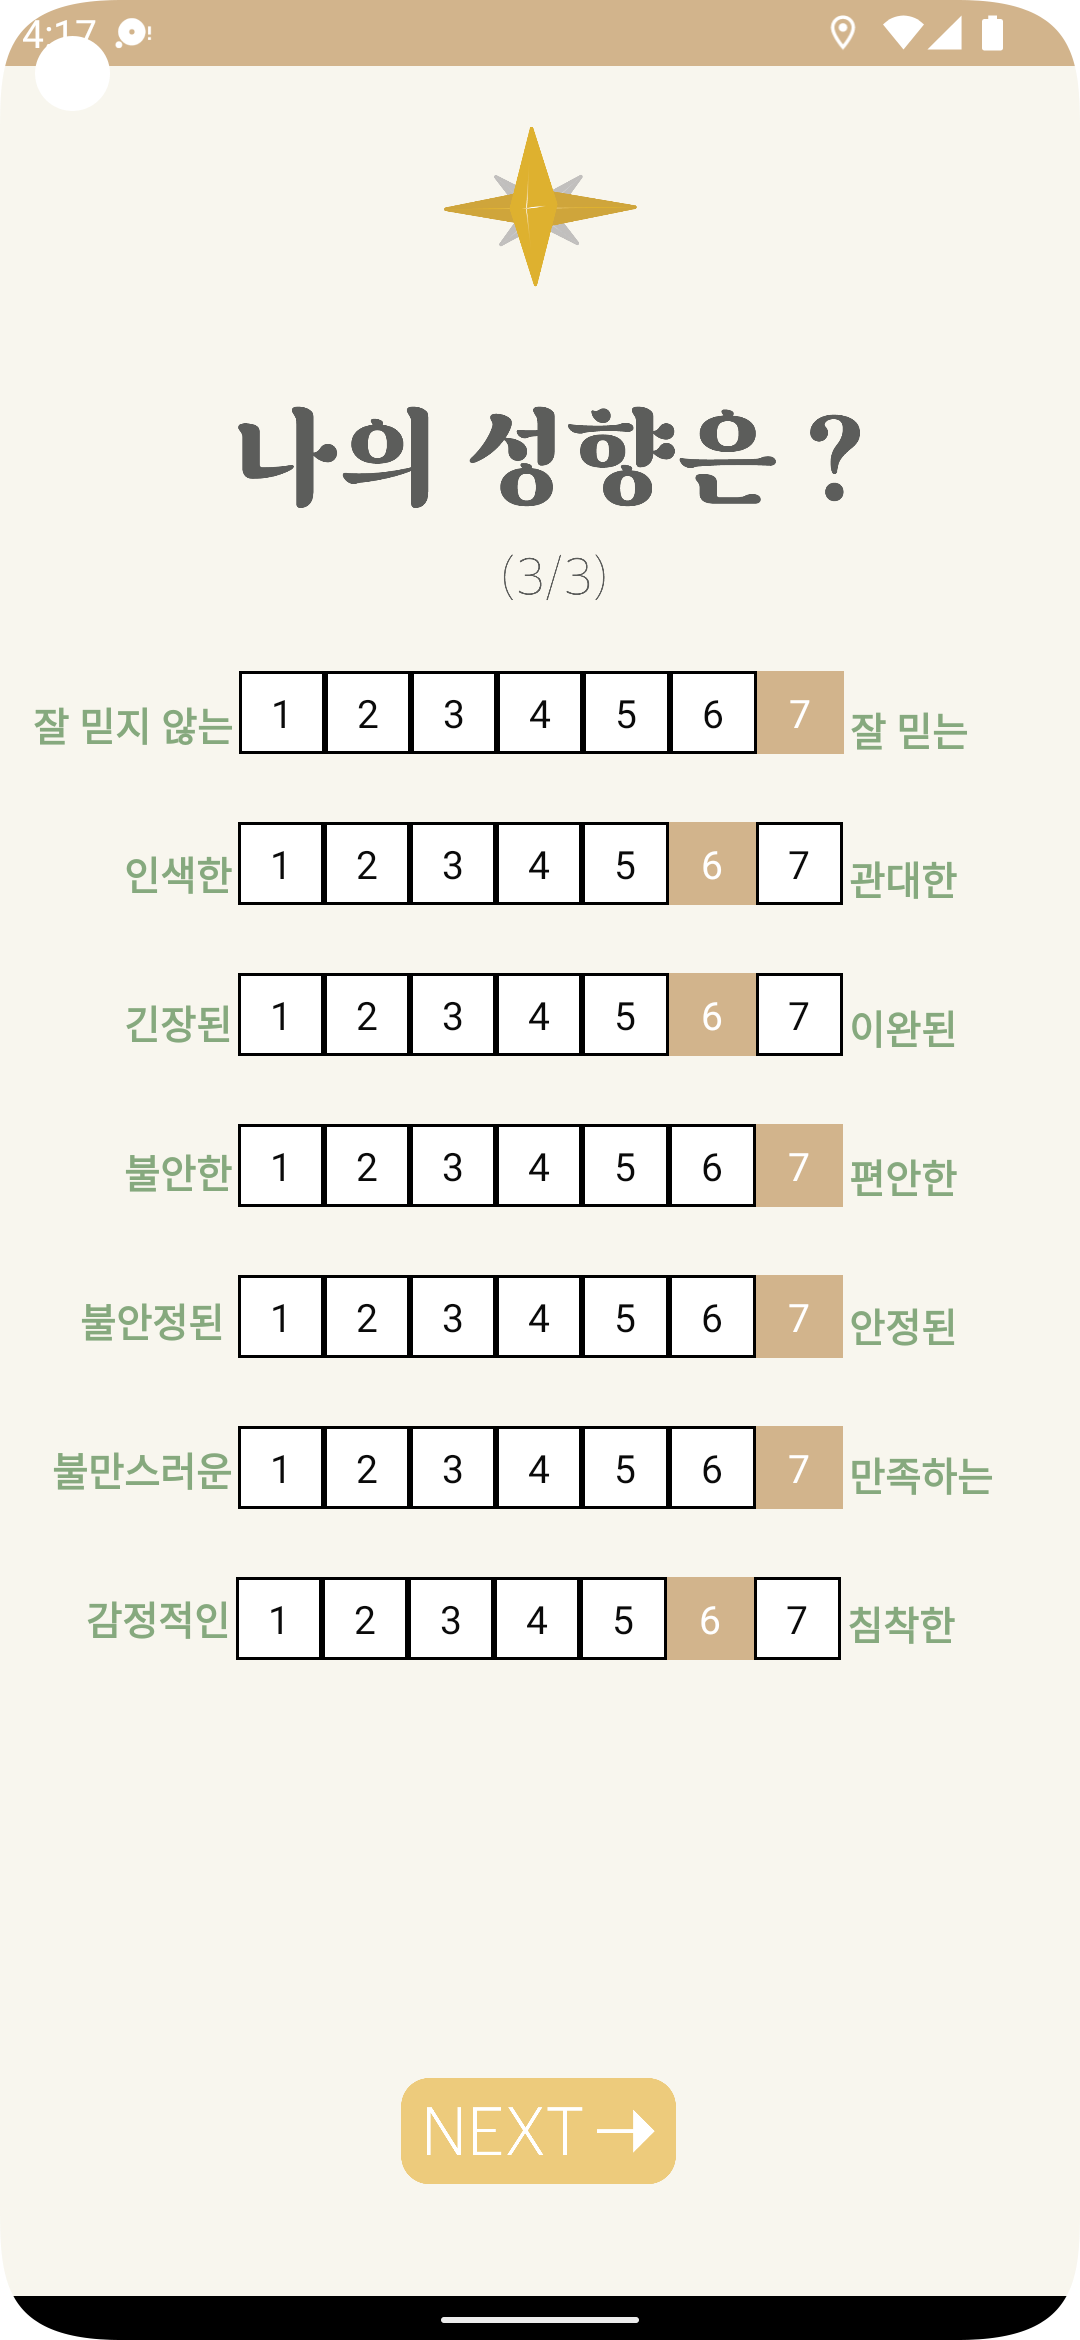 4:17
나의 성향은?
(3/3)
잘 믿지 않는 1 2 3 4 5 6 7 잘 믿는
인색한 1 2 3 4 5 6 7 관대한
긴장된 1 2 3 4 5 6 7 이완된
불안한 1 2 3 4 5 6 7 편안한
불안정된 1 2 3 4 5 6 7 안정된
불만스러운 1 2 3 4 5 6 7 만족하는
감정적인 1 2 3 4 5 6 7 침착한
NEXT